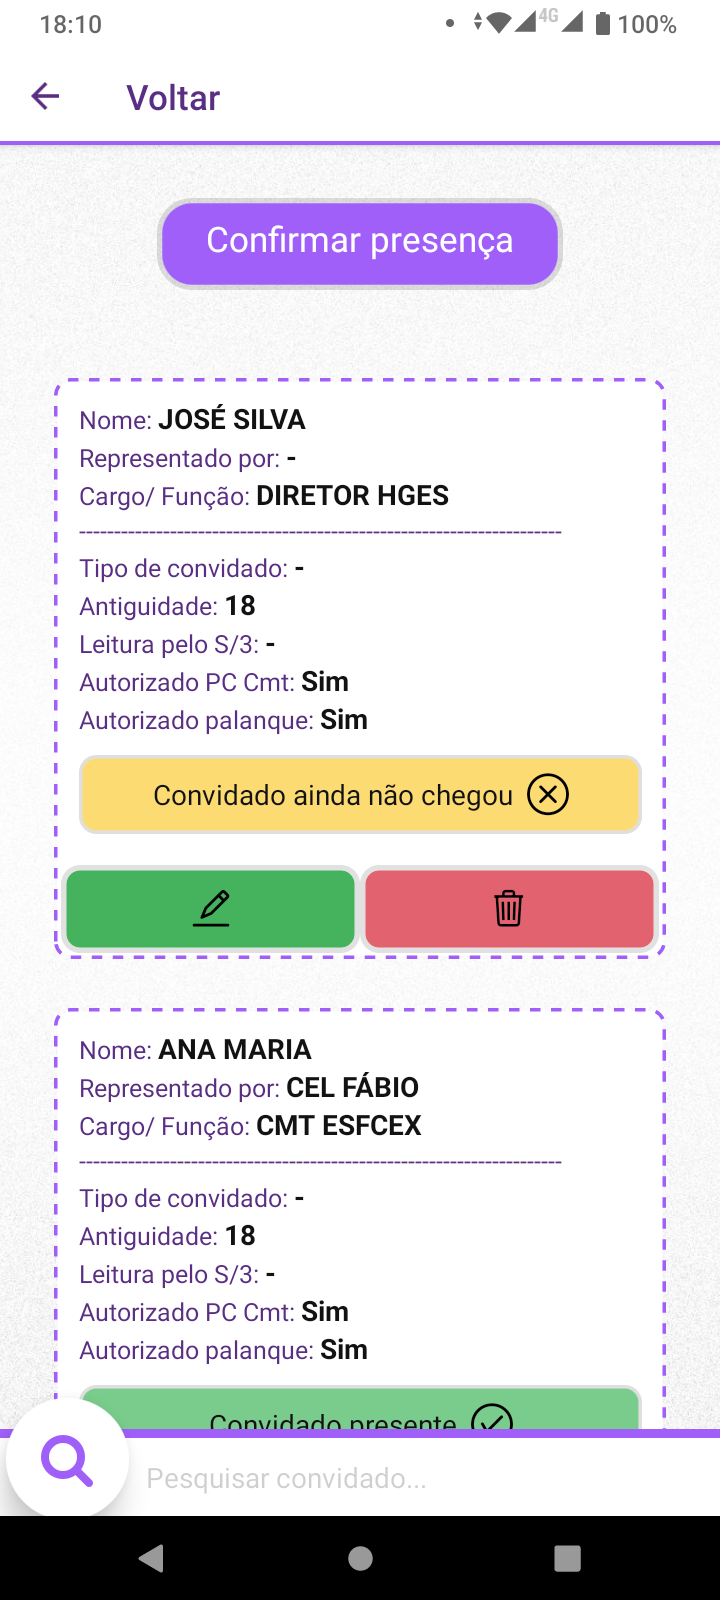 18:10
4G
100%
Voltar
Confirmar presença
Nome: JOSÉ SILVA
Representado por: -
Cargo/ Função: DIRETOR HGES
---------------------------------------------------------------------
Tipo de convidado: -
Antiguidade: 18
Leitura pelo S/3: -
Autorizado PC Cmt: Sim
Autorizado palanque: Sim
Convidado ainda não chegou
Nome: ANA MARIA
Representado por: CEL FÁBIO
Cargo/ Função: CMT ESFCEX
---------------------------------------------------------------------
Tipo de convidado: -
Antiguidade: 18
Leitura pelo S/3: -
Autorizado PC Cmt: Sim
Autorizado palanque: Sim
Convidado presente
Pesquisar convidado...